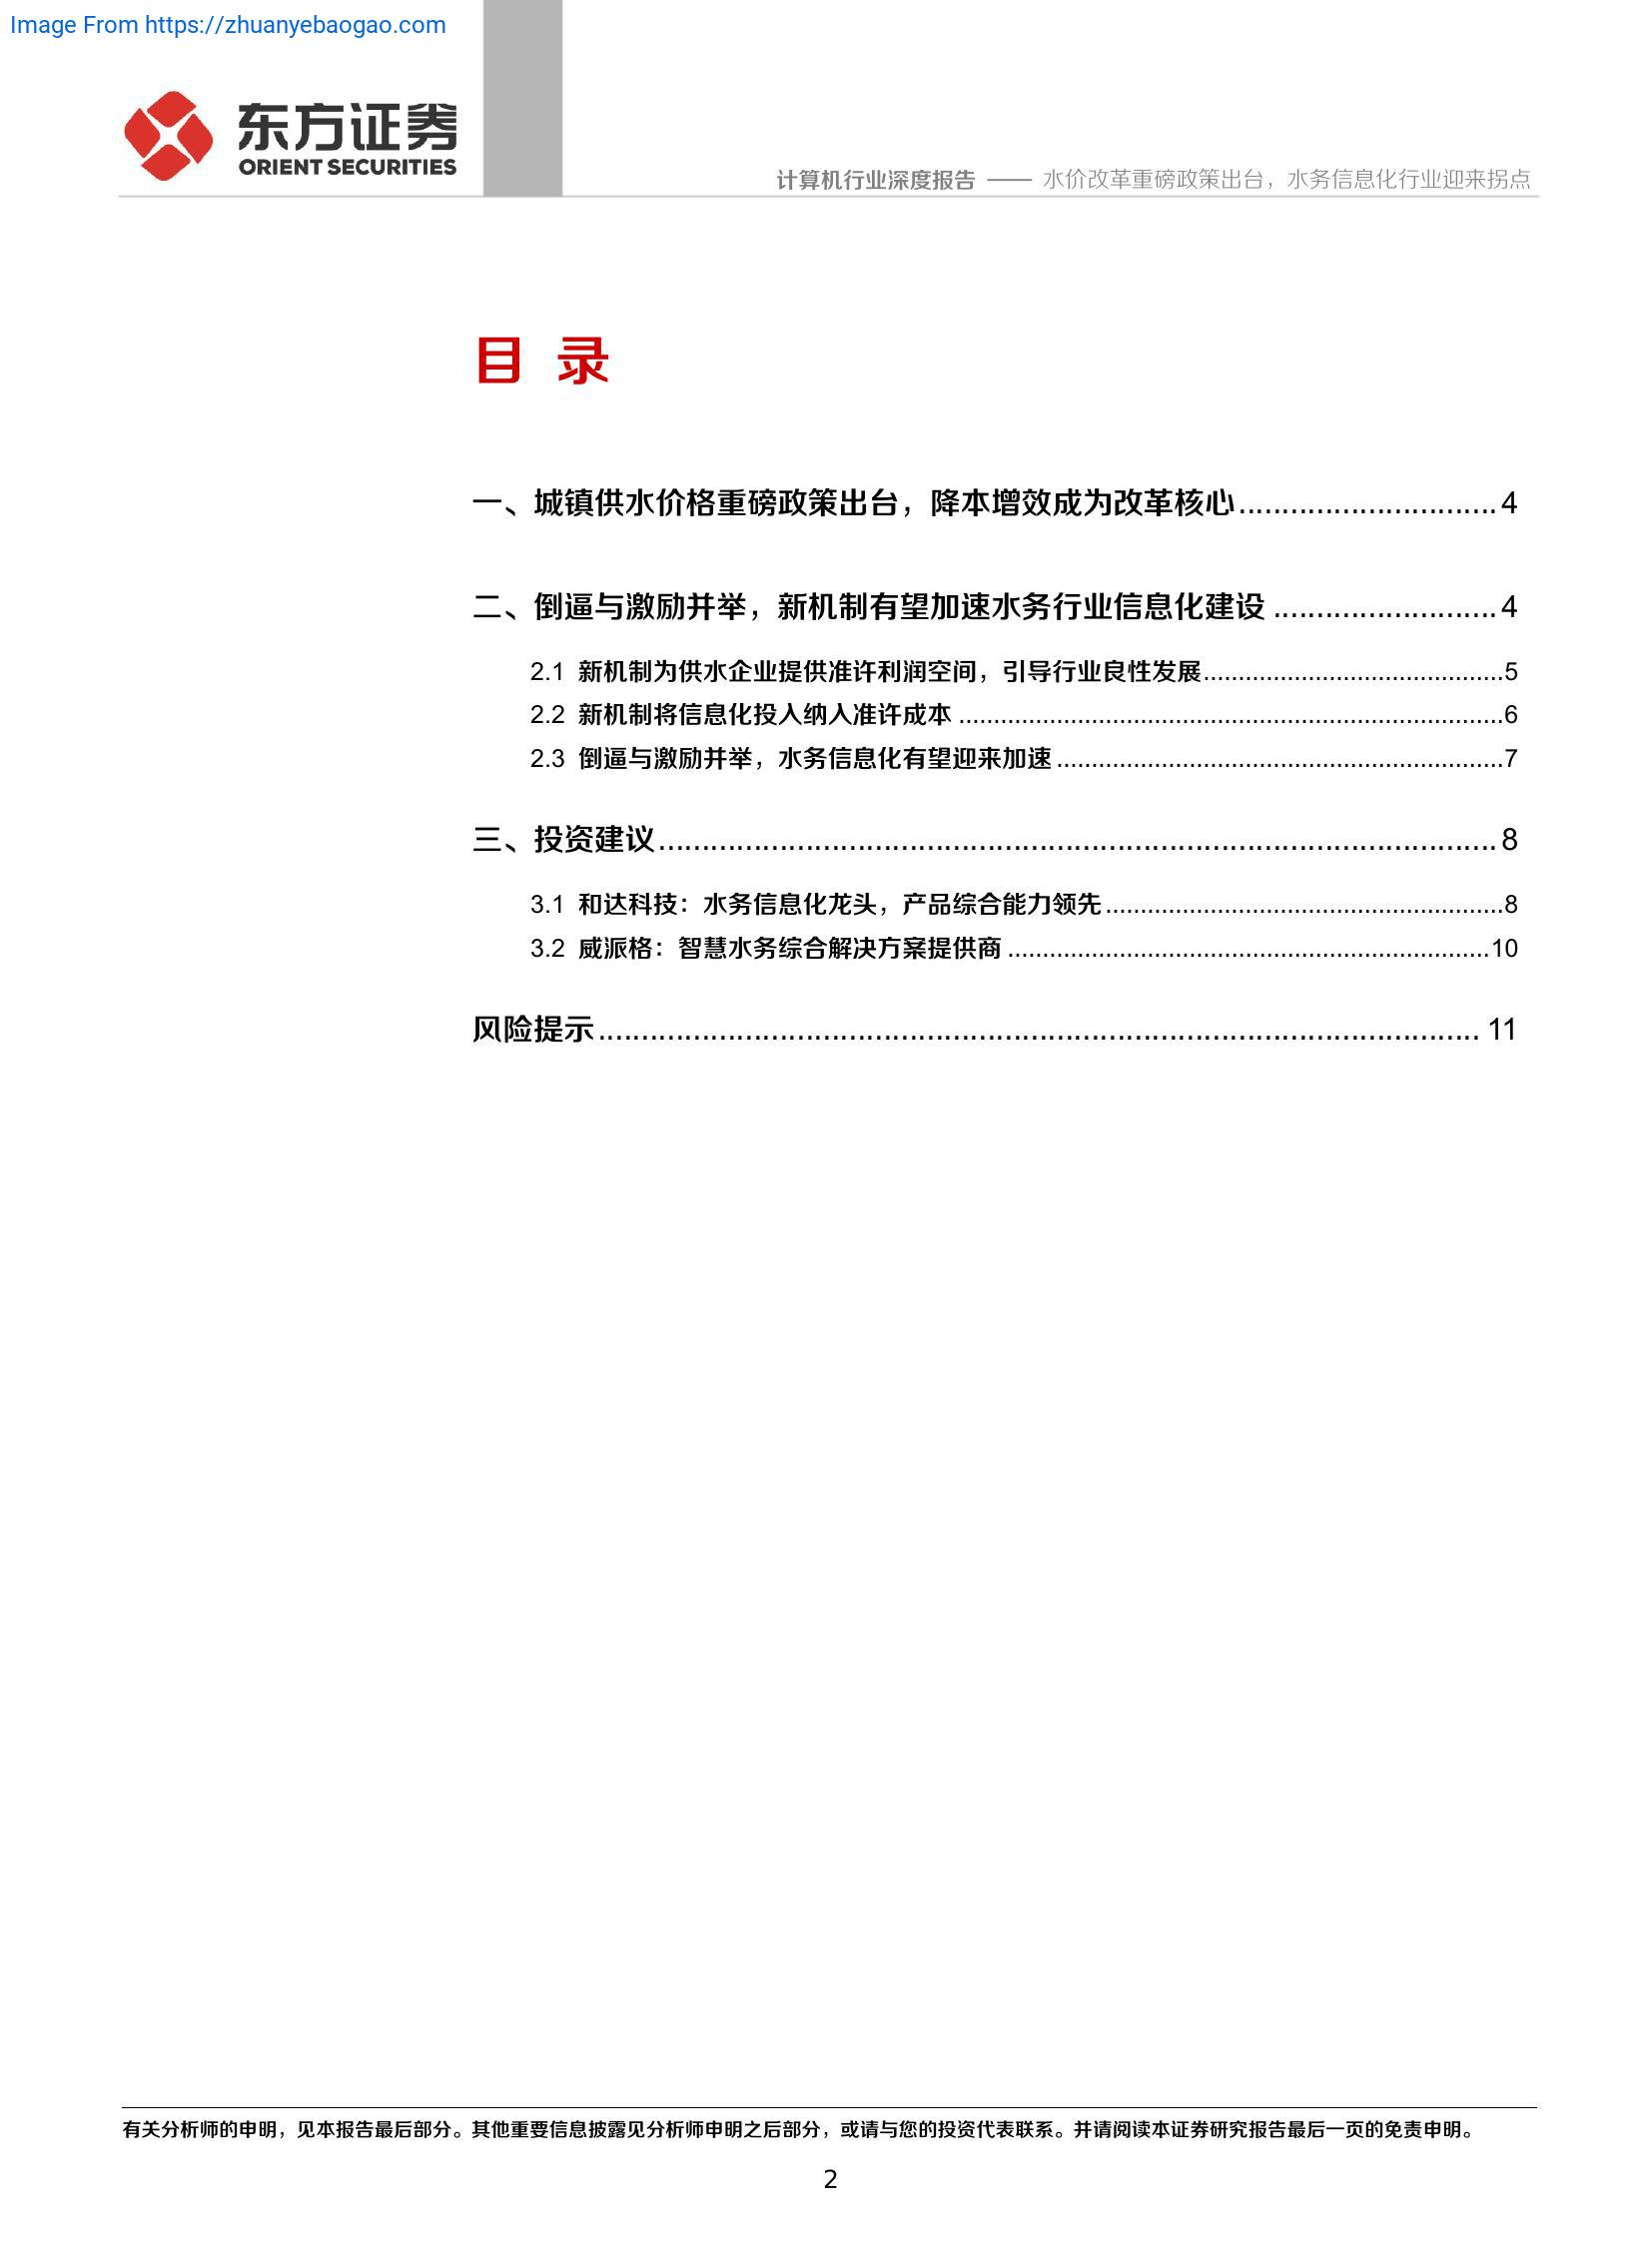 Image From https://zhuanyebaogao.com
东方证券
ORIENT SECURITIES
计算机行业深度报告 —— 水价改革重磅政策出台，水务信息化行业迎来拐点
目 录
一、城镇供水价格重磅政策出台，降本增效成为改革核心.............................. 4
二、倒逼与激励并举，新机制有望加速水务行业信息化建设 .......................... 4
2.1 新机制为供水企业提供准许利润空间，引导行业良性发展...........................................5
2.2 新机制将信息化投入纳入准许成本 ..............................................................................6
2.3 倒逼与激励并举，水务信息化有望迎来加速 ................................................................7
三、投资建议................................................................................................. 8
3.1 和达科技：水务信息化龙头，产品综合能力领先.........................................................8
3.2 威派格：智慧水务综合解决方案提供商 .....................................................................10
风险提示...................................................................................................... 11
有关分析师的申明，见本报告最后部分。其他重要信息披露见分析师申明之后部分，或请与您的投资代表联系。并请阅读本证券研究报告最后一页的免责申明。
2